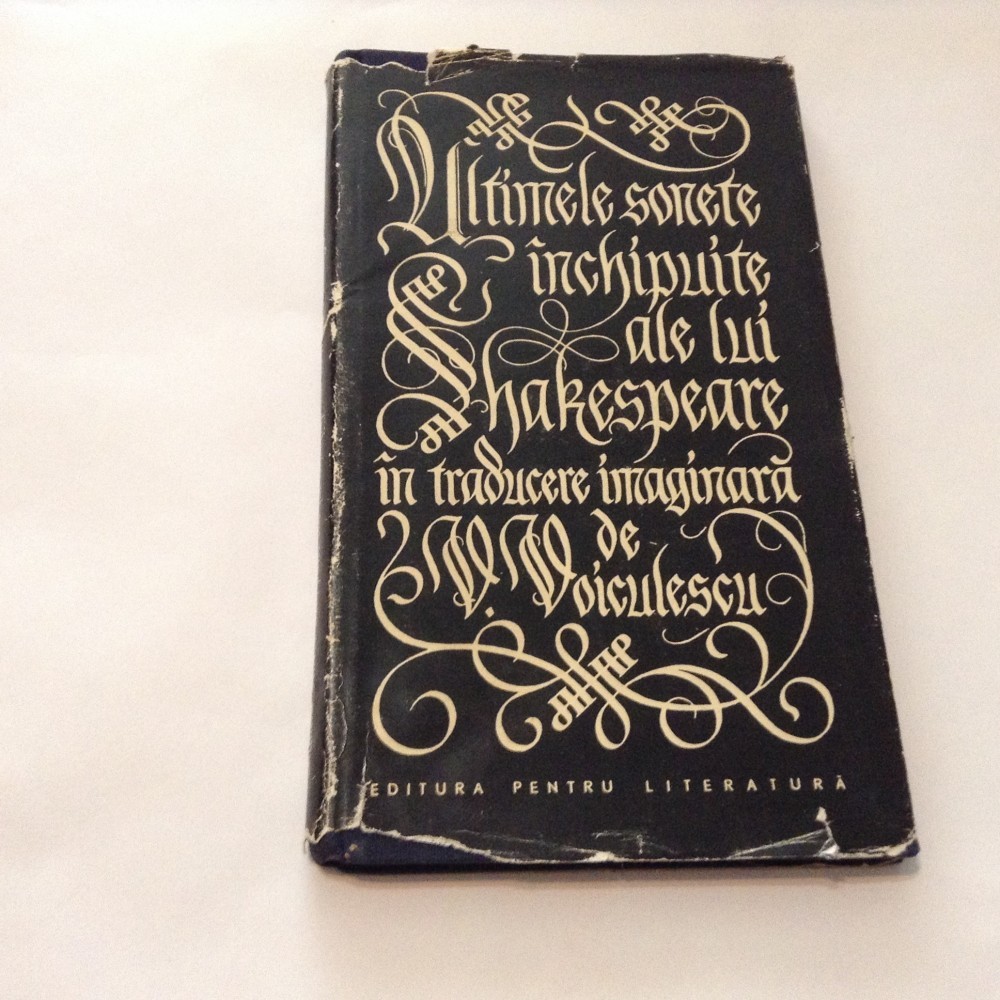 Ultimele sonete
închipuite
ale lui
Shakespeare
în traducere imaginară
de
V. Voiculescu
EDITURA PENTRU LITERATURĂ